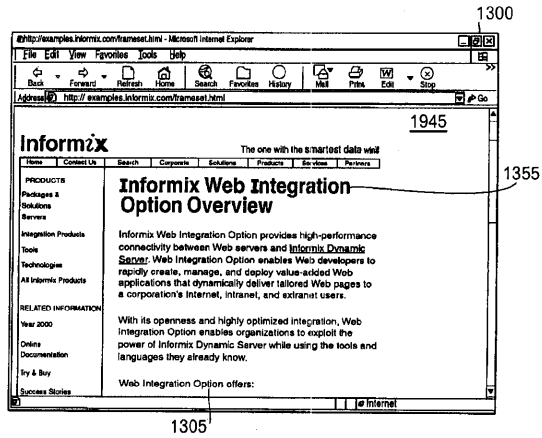 1300
http://examples.informix.com/frameset.html - Microsoft Internet Explorer
File Edit View Favorites Tools Help
Back Forward Refresh Home Search Favorites History Mail Print Edit Stop
Address http:// examples.informix.com/frameset.html Go
1945
Informix
The one with the smartest data wins
Home Contact Us Search Corporate Solutions Products Services Partners
PRODUCTS
Packages &
Solutions
Servers
Integration Products
Tools
Technologies
All Informix Products
RELATED INFORMATION
Year 2000
Online
Documentation
Try & Buy
Success Stories
Informix Web Integration
Option Overview
1355
Informix Web Integration Option provides high-performance
connectivity between Web servers and Informix Dynamic
Server. Web Integration Option enables Web developers to
rapidly create, manage, and deploy value-added Web
applications that dynamically deliver tailored Web pages to
a corporation's Internet, intranet, and extranet users.
With its openness and highly optimized integration, Web
Integration Option enables organizations to exploit the
power of Informix Dynamic Server while using the tools and
languages they already know.
Web Integration Option offers:
Internet
1305